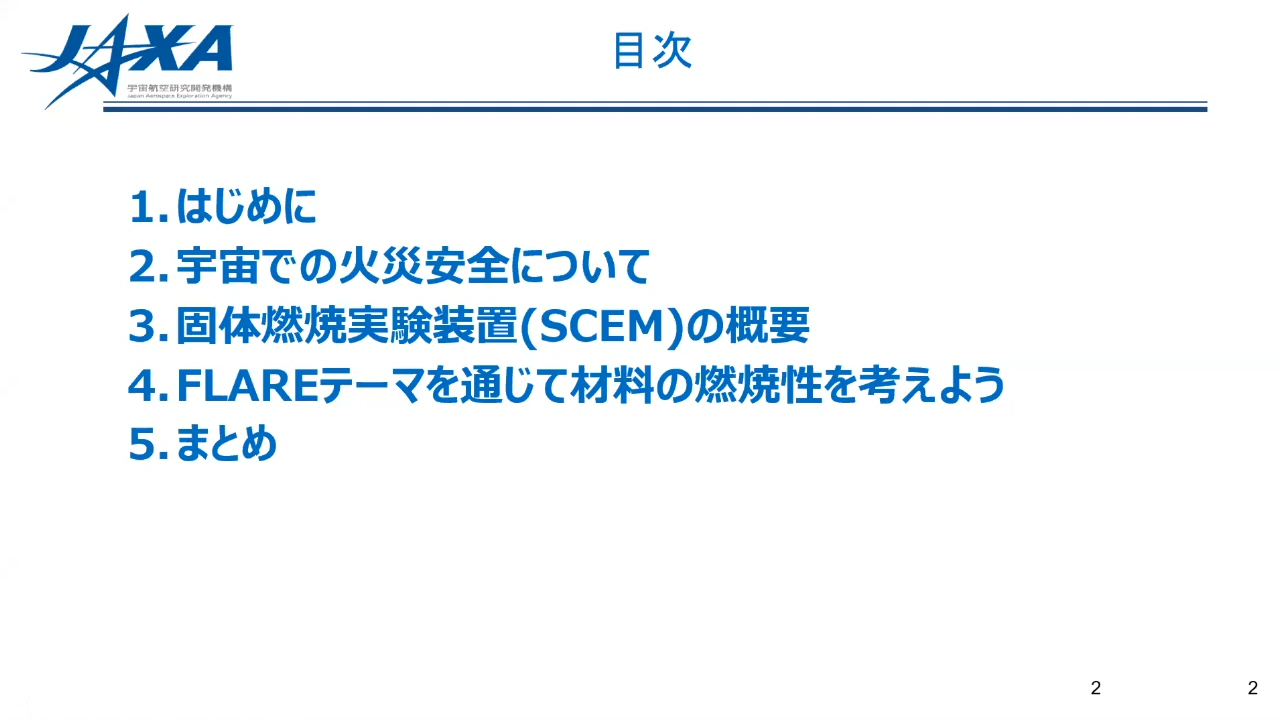 JAXA
宇宙航空研究開発機構
Japan Aerospace Exploration Agency
目次
1. はじめに
2. 宇宙での火災安全について
3. 固体燃焼実験装置(SCEM)の概要
4. FLAREテーマを通じて材料の燃焼性を考えよう
5. まとめ
2 2